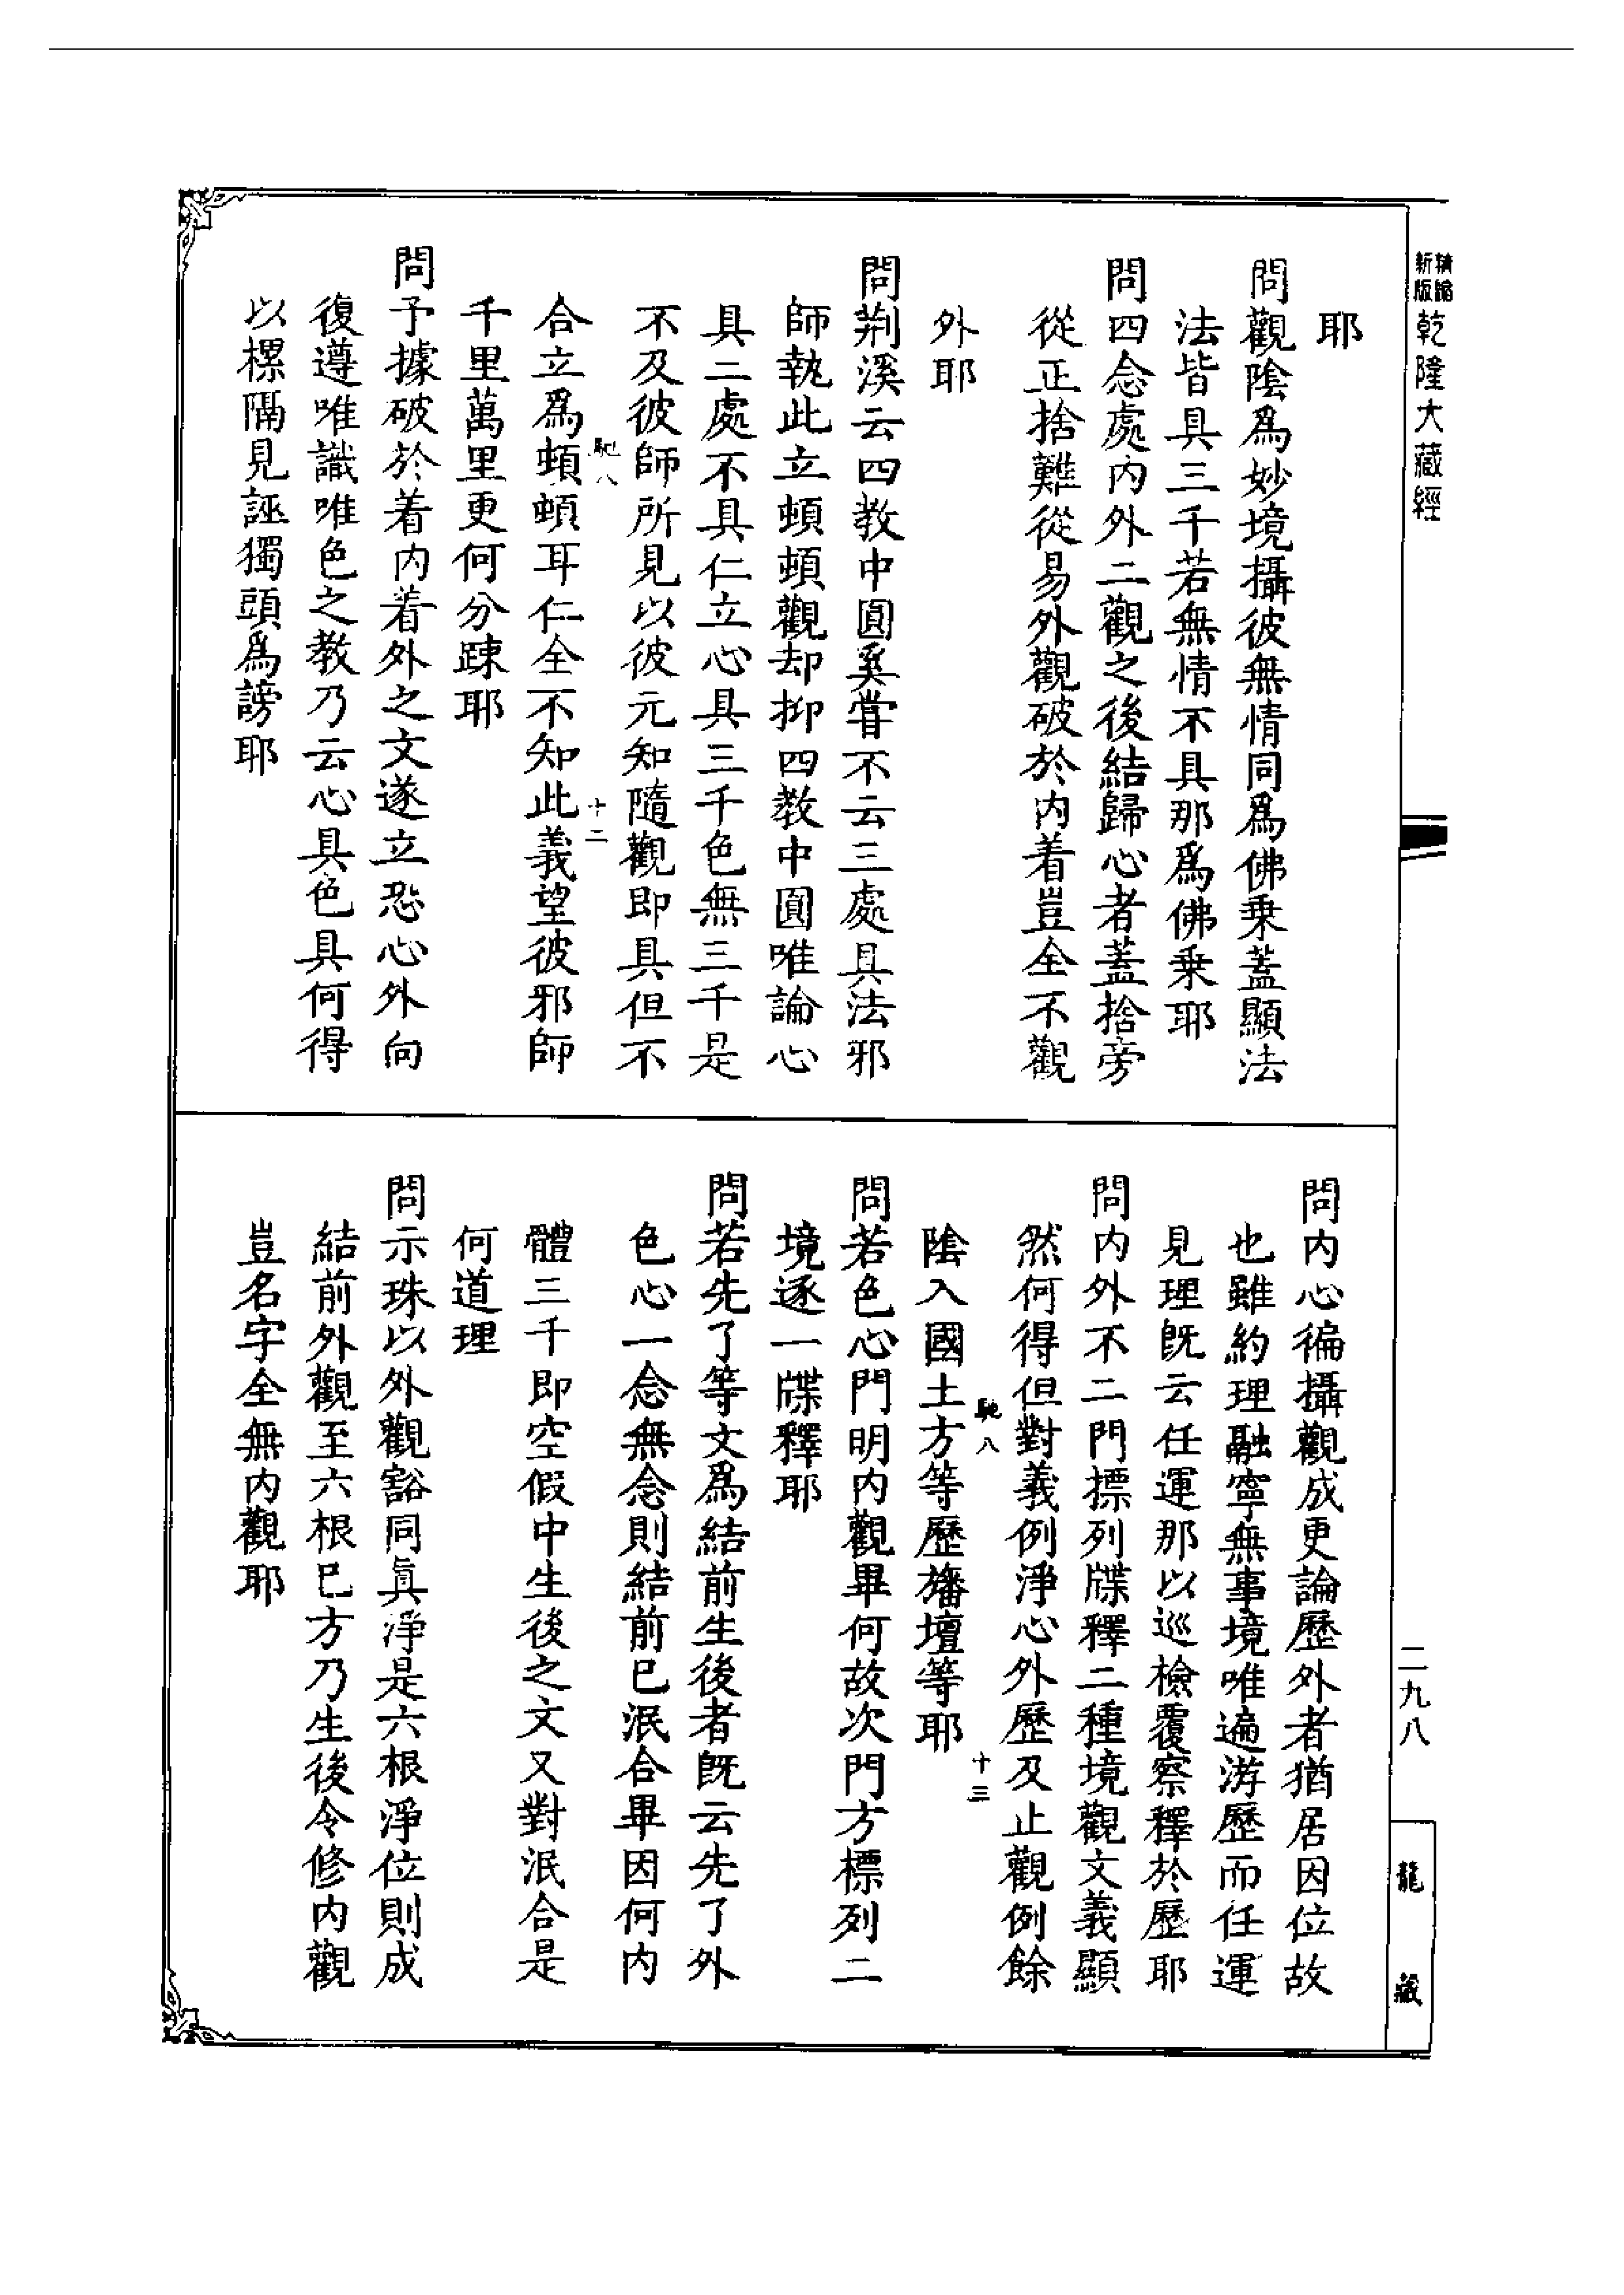 精縮新版乾隆大藏經
耶
問觀陰爲妙境攝彼無情同爲佛乗蓋顯法
法皆具三千若無情不具那爲佛乗耶
問四念處内外二觀之後結歸心者蓋捨旁
從正捨難從易外觀破於内着豈全不觀
外耶
問荆溪云四教中圓奚甞不云三處具法邪
師執此立頓頓觀却抑四教中圓唯論心
具二處不具仁立心具三千色無三千是
不及彼師所見以彼元知隨觀即具但不
馳八 十二
合立爲頓頓耳仁全不知此義望彼邪師
千里萬里更何分踈耶
問予據破於着内着外之文遂立恐心外向
復遵唯識唯色之教乃云心具色具何得
以樏隔見誣獨頭爲謗耶
問内心徧攝觀成更論歷外者猶居因位故
也雖約理融寧無事境唯遍游歷而任運
見理旣云任運那以巡檢覆察釋於歷耶
問内外不二門摽列牒釋二種境觀文義顯
然何得但對義例淨心外歷及止觀例餘
馳八 十三
陰入國土方等歷旛壇等耶
問若色心門明内觀畢何故次門方標列二
境逐一牒釋耶
問若先了等文爲結前生後者旣云先了外
色心一念無念則結前已泯合畢因何内
體三千即空假中生後之文又對泯合是
何道理
問示珠以外觀豁同眞淨是六根淨位則成
結前外觀至六根已方乃生後令修内觀
豈名字全無内觀耶
二九八
龍藏